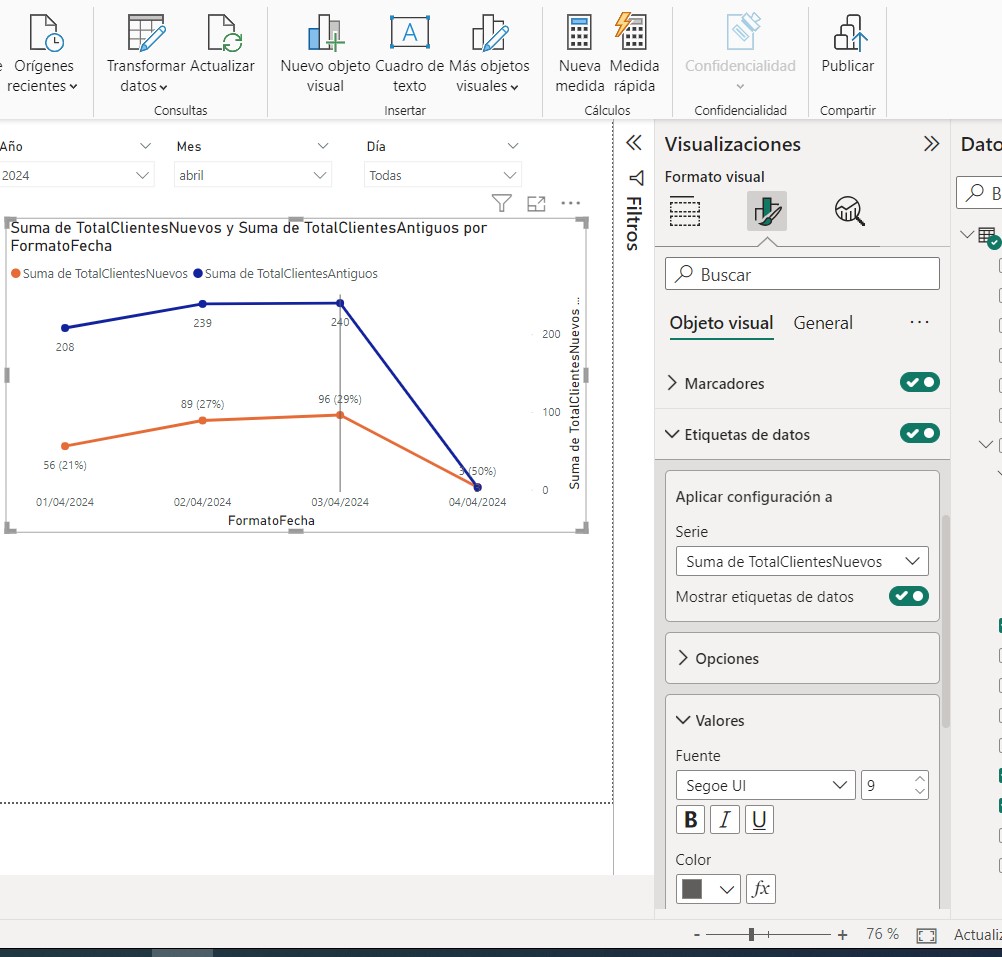 Orígenes
recientes
Transformar
datos
Actualizar
Consultas
Nuevo objeto
visual
Cuadro de
texto
Más objetos
visuales
Insertar
Nueva
medida
Medida
rápida
Cálculos
Confidencialidad
Confidencialidad
Publicar
Compartir
Año
2024
Mes
abril
Día
Todas
Suma de TotalClientesNuevos y Suma de TotalClientesAntiguos por
FormatoFecha
Suma de TotalClientesNuevos
Suma de TotalClientesAntiguos
208
239
240
56 (21%)
89 (27%)
96 (29%)
3 (50%)
200
100
0
Suma de TotalClientesNuevos ...
01/04/2024
02/04/2024
03/04/2024
04/04/2024
FormatoFecha
Filtros
Visualizaciones
Formato visual
Buscar
Objeto visual
General
...
Marcadores
Etiquetas de datos
Aplicar configuración a
Serie
Suma de TotalClientesNuevos
Mostrar etiquetas de datos
Opciones
Valores
Fuente
Segoe UI
9
B
I
U
Color
fx
Dato
B
- + 76 %
Actualiz